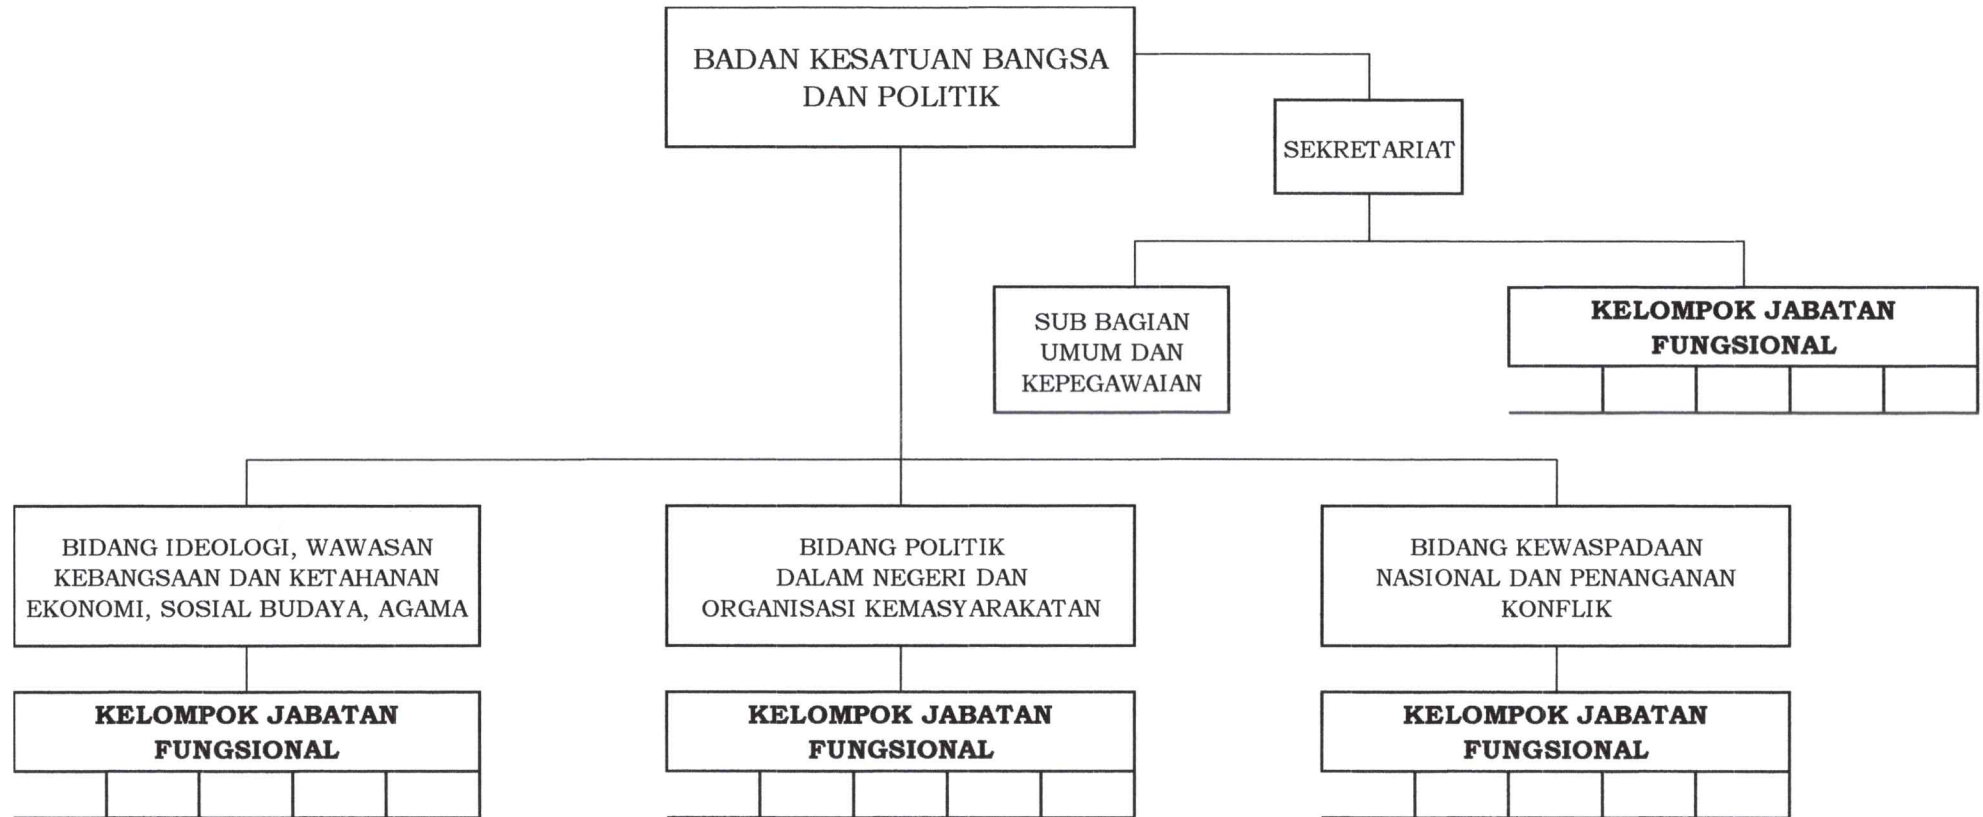 BADAN KESATUAN BANGSA
DAN POLITIK
SEKRETARIAT
SUB BAGIAN
UMUM DAN
KEPEGAWAIAN
KELOMPOK JABATAN
FUNGSIONAL
BIDANG IDEOLOGI, WAWASAN
KEBANGSAAN DAN KETAHANAN
EKONOMI, SOSIAL BUDAYA, AGAMA
BIDANG POLITIK
DALAM NEGERI DAN
ORGANISASI KEMASYARAKATAN
BIDANG KEWASPADAAN
NASIONAL DAN PENANGANAN
KONFLIK
KELOMPOK JABATAN
FUNGSIONAL
KELOMPOK JABATAN
FUNGSIONAL
KELOMPOK JABATAN
FUNGSIONAL